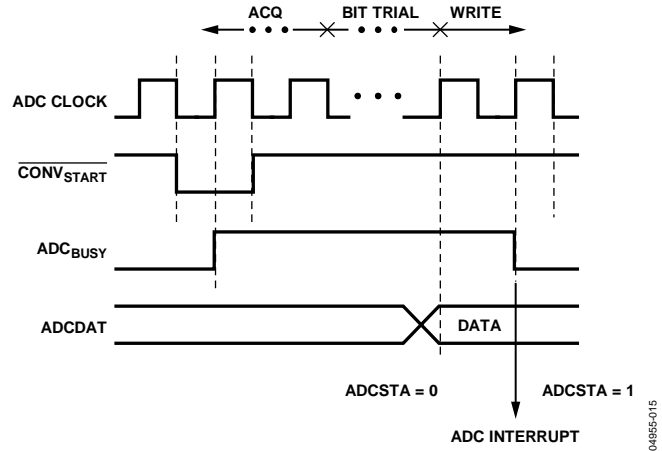 ACQ BIT TRIAL WRITE
ADC CLOCK
CONVSTART
ADCBUSY
ADCDAT
DATA
ADCSTA = 0 ADCSTA = 1
ADC INTERRUPT
04955-015